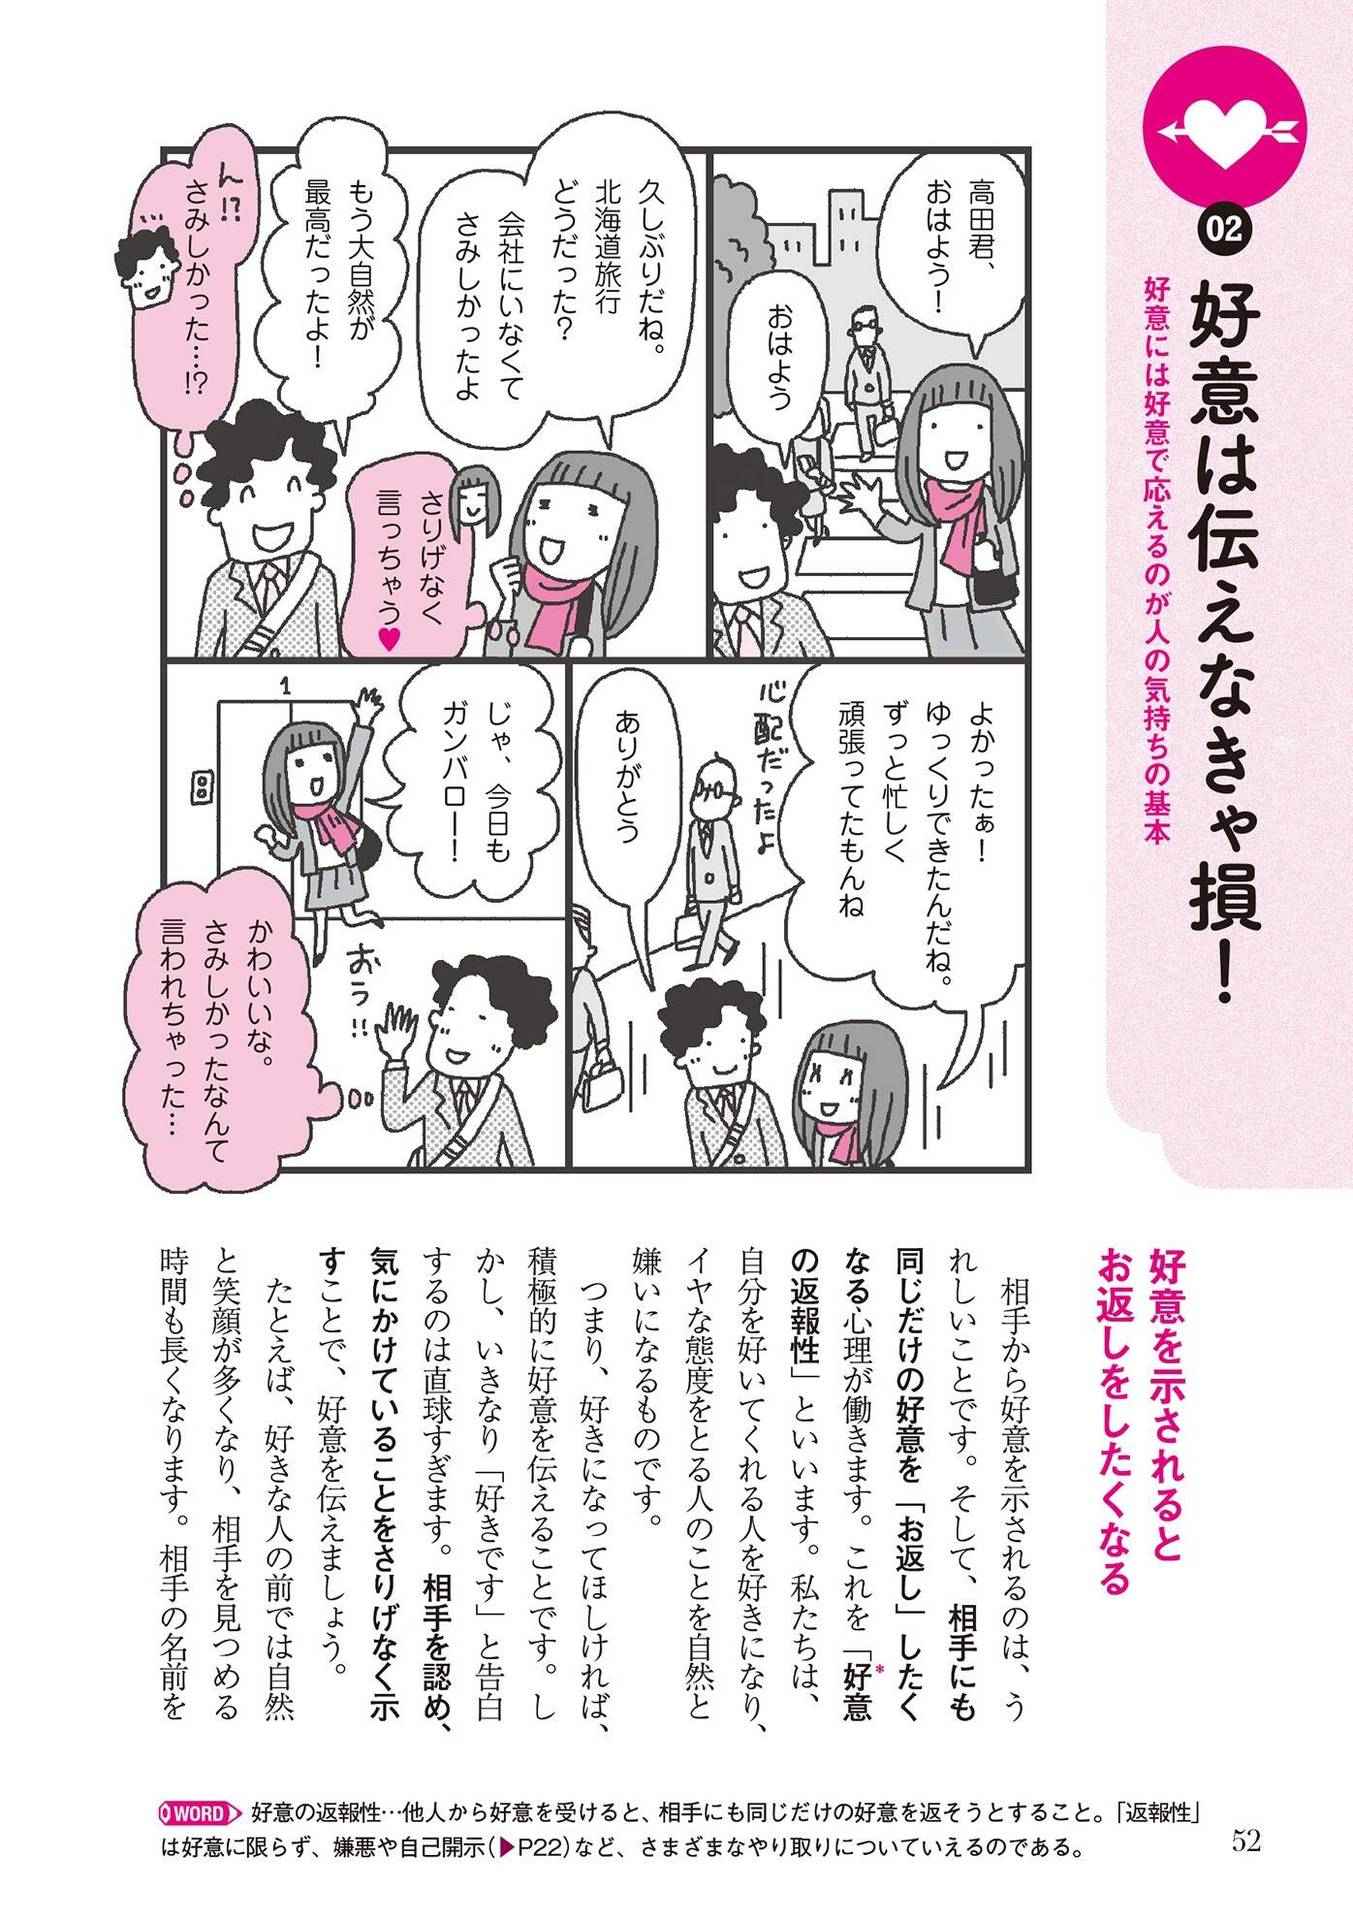 02
好意は伝えなきゃ損！
好意には好意で応えるのが人の気持ちの基本
高田君、
おはよう！
おはよう
久しぶりだね。
北海道旅行
どうだった？
会社にいなくて
さみしかったよ
さりげなく
言っちゃう♥
もう大自然が
最高だったよ！
ん!?
さみしかった…!?
よかったぁ！
ゆっくりできたんだね。
ずっと忙しく
頑張ってたもんね
心配だったよ
ありがとう
1
じゃ、今日も
ガンバロー！
おう!!
かわいいな。
さみしかったなんて
言われちゃった…
好意を示されると
お返しをしたくなる
相手から好意を示されるのは、う
れしいことです。そして、相手にも
同じだけの好意を「お返し」したく
なる心理が働きます。これを「好意*
の返報性」といいます。私たちは、
自分を好いてくれる人を好きになり、
イヤな態度をとる人のことを自然と
嫌いになるものです。
つまり、好きになってほしければ、
積極的に好意を伝えることです。し
かし、いきなり「好きです」と告白
するのは直球すぎます。相手を認め、
気にかけていることをさりげなく示
すことで、好意を伝えましょう。
たとえば、好きな人の前では自然
と笑顔が多くなり、相手を見つめる
時間も長くなります。相手の名前を
WORD 好意の返報性…他人から好意を受けると、相手にも同じだけの好意を返そうとすること。「返報性」
は好意に限らず、嫌悪や自己開示（▶P22）など、さまざまなやり取りについていえるのである。
52